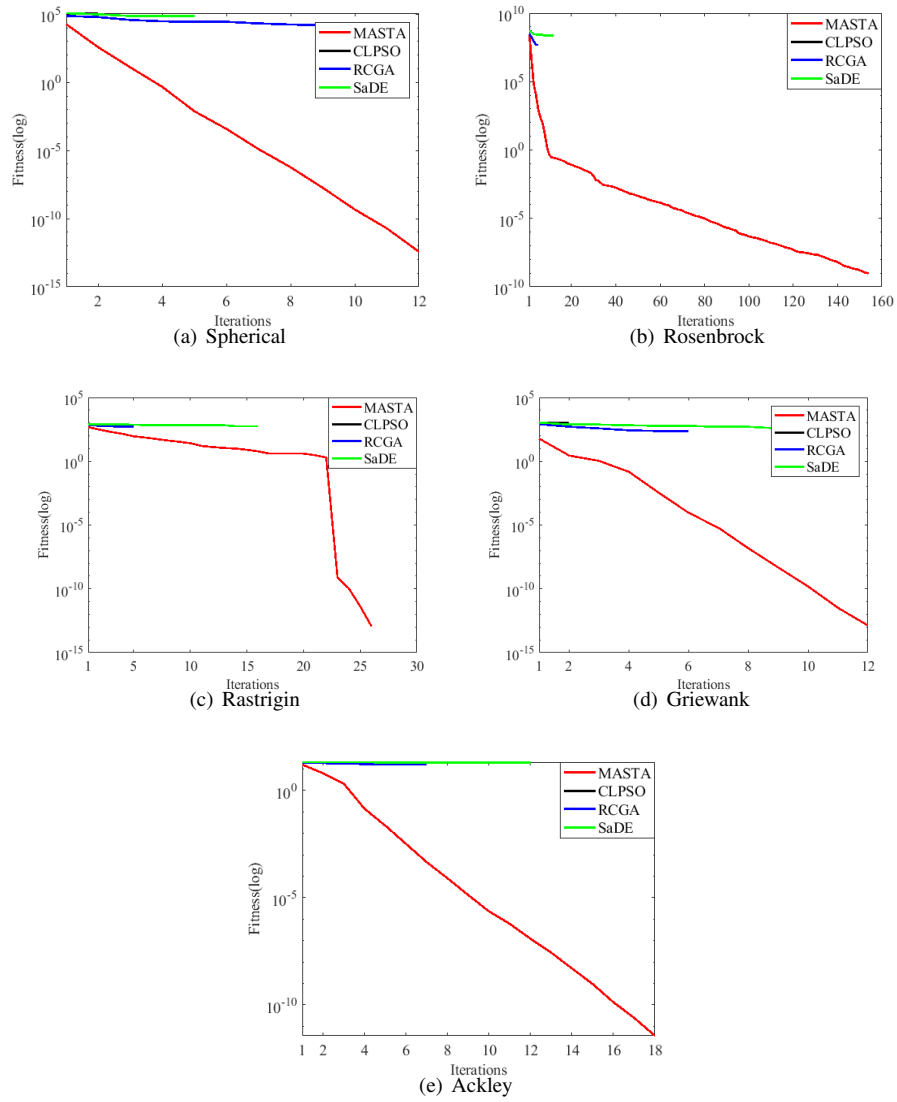 10^5
10^0
10^-5
10^-10
10^-15
Fitness(log)
2 4 6 8 10 12
Iterations
MASTA
CLPSO
RCGA
SaDE
(a) Spherical
10^10
10^5
10^0
10^-5
10^-10
Fitness(log)
1 20 40 60 80 100 120 140 160
Iterations
MASTA
CLPSO
RCGA
SaDE
(b) Rosenbrock
10^5
10^0
10^-5
10^-10
10^-15
Fitness(log)
1 5 10 15 20 25 30
Iterations
MASTA
CLPSO
RCGA
SaDE
(c) Rastrigin
10^5
10^0
10^-5
10^-10
10^-15
Fitness(log)
1 2 4 6 8 10 12
Iterations
MASTA
CLPSO
RCGA
SaDE
(d) Griewank
10^0
10^-5
10^-10
Fitness(log)
1 2 4 6 8 10 12 14 16 18
Iterations
MASTA
CLPSO
RCGA
SaDE
(e) Ackley